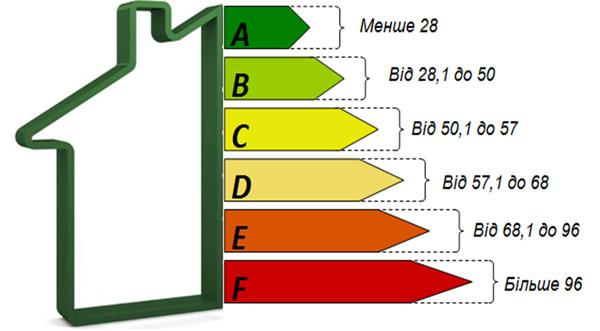 A Менше 28
B Від 28,1 до 50
C Від 50,1 до 57
D Від 57,1 до 68
E Від 68,1 до 96
F Більше 96